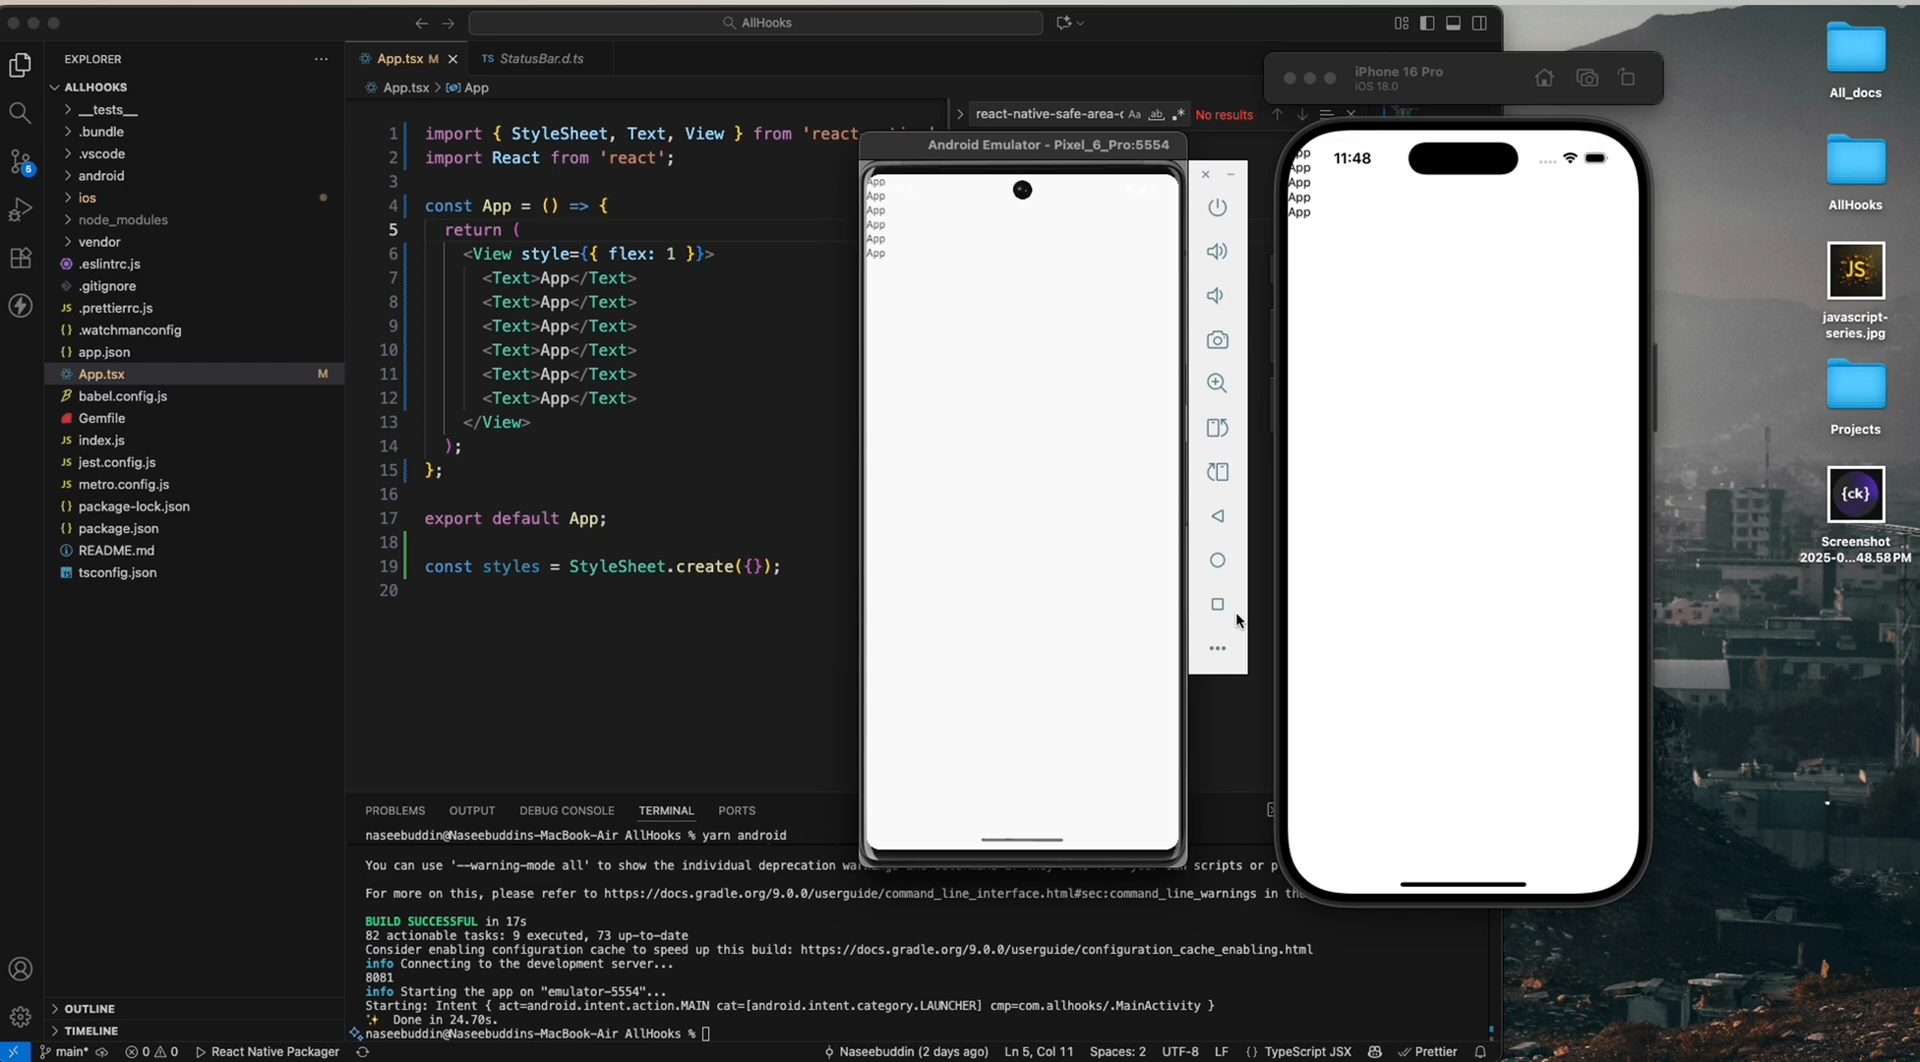 AllHooks
EXPLORER
ALLHOOKS
__tests__
.bundle
.vscode
android
ios
node_modules
vendor
.eslintrc.js
.gitignore
JS .prettierrc.js
{} .watchmanconfig
{} app.json
App.tsx M
babel.config.js
Gemfile
JS index.js
JS jest.config.js
JS metro.config.js
{} package-lock.json
{} package.json
README.md
TS tsconfig.json
OUTLINE
TIMELINE
5
App.tsx M
TS StatusBar.d.ts
App.tsx > App
react-native-safe-area-c Aa ab No results
1 import { StyleSheet, Text, View } from 'react-
2 import React from 'react';
3
4 const App = () => {
5 return (
6 <View style={{ flex: 1 }}>
7 <Text>App</Text>
8 <Text>App</Text>
9 <Text>App</Text>
10 <Text>App</Text>
11 <Text>App</Text>
12 <Text>App</Text>
13 </View>
14 );
15 };
16
17 export default App;
18
19 const styles = StyleSheet.create({});
20
Android Emulator - Pixel_6_Pro:5554
App
App
App
App
App
App
iPhone 16 Pro
iOS 18.0
11:48
App
App
App
App
All_docs
AllHooks
JS
javascript-
series.jpg
Projects
{ck}
Screenshot
2025-0...48.58 PM
PROBLEMS OUTPUT DEBUG CONSOLE TERMINAL PORTS
naseebuddin@Naseebuddins-MacBook-Air AllHooks % yarn android
You can use '--warning-mode all' to show the individual deprecation scripts or p
For more on this, please refer to https://docs.gradle.org/9.0.0/userguide/command_line_interface.html#sec:command_line_warnings in the
BUILD SUCCESSFUL in 17s
82 actionable tasks: 9 executed, 73 up-to-date
Consider enabling configuration cache to speed up this build: https://docs.gradle.org/9.0.0/userguide/configuration_cache_enabling.html
info Connecting to the development server...
8081
info Starting the app on "emulator-5554"...
Starting: Intent { act=android.intent.action.MAIN cat=[android.intent.category.LAUNCHER] cmp=com.allhooks/.MainActivity }
Done in 24.70s.
naseebuddin@Naseebuddins-MacBook-Air AllHooks %
main* 0 0 React Native Packager
Naseebuddin (2 days ago) Ln 5, Col 11 Spaces: 2 UTF-8 LF {} TypeScript JSX Prettier